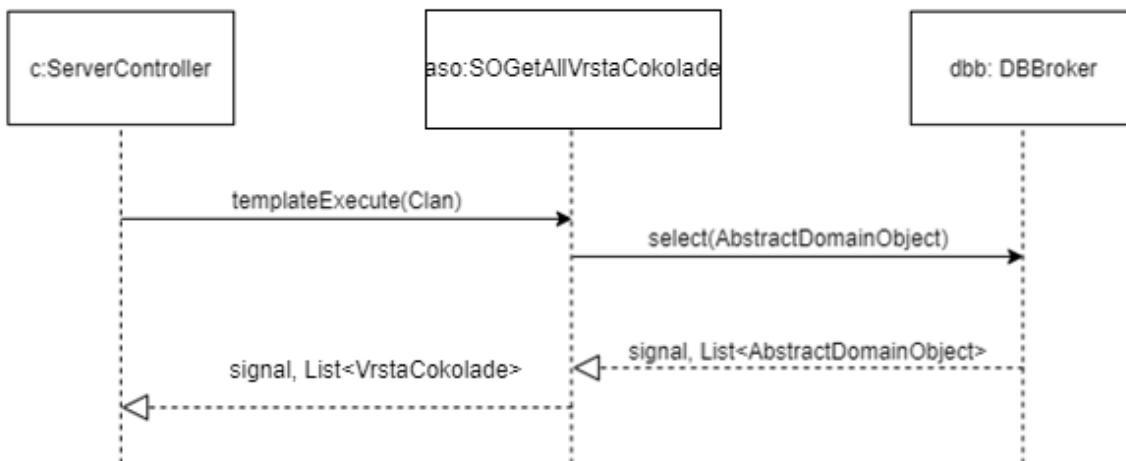 c:ServerController
aso:SOGetAllVrstaCokolade
dbb: DBBroker
templateExecute(Clan)
select(AbstractDomainObject)
signal, List<AbstractDomainObject>
signal, List<VrstaCokolade>